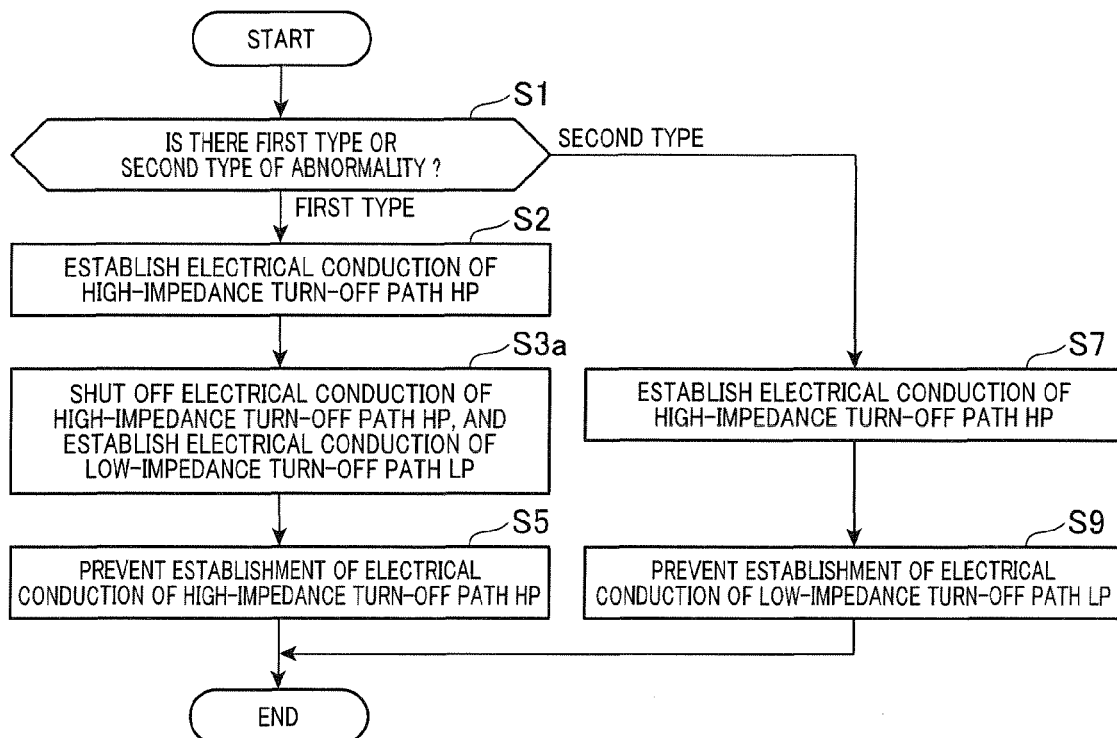 START
S1
IS THERE FIRST TYPE OR
SECOND TYPE OF ABNORMALITY ?
SECOND TYPE
FIRST TYPE
S2
ESTABLISH ELECTRICAL CONDUCTION OF
HIGH-IMPEDANCE TURN-OFF PATH HP
S3a
SHUT OFF ELECTRICAL CONDUCTION OF
HIGH-IMPEDANCE TURN-OFF PATH HP, AND
ESTABLISH ELECTRICAL CONDUCTION OF
LOW-IMPEDANCE TURN-OFF PATH LP
S7
ESTABLISH ELECTRICAL CONDUCTION OF
HIGH-IMPEDANCE TURN-OFF PATH HP
S5
PREVENT ESTABLISHMENT OF ELECTRICAL
CONDUCTION OF HIGH-IMPEDANCE TURN-OFF PATH HP
S9
PREVENT ESTABLISHMENT OF ELECTRICAL
CONDUCTION OF LOW-IMPEDANCE TURN-OFF PATH LP
END